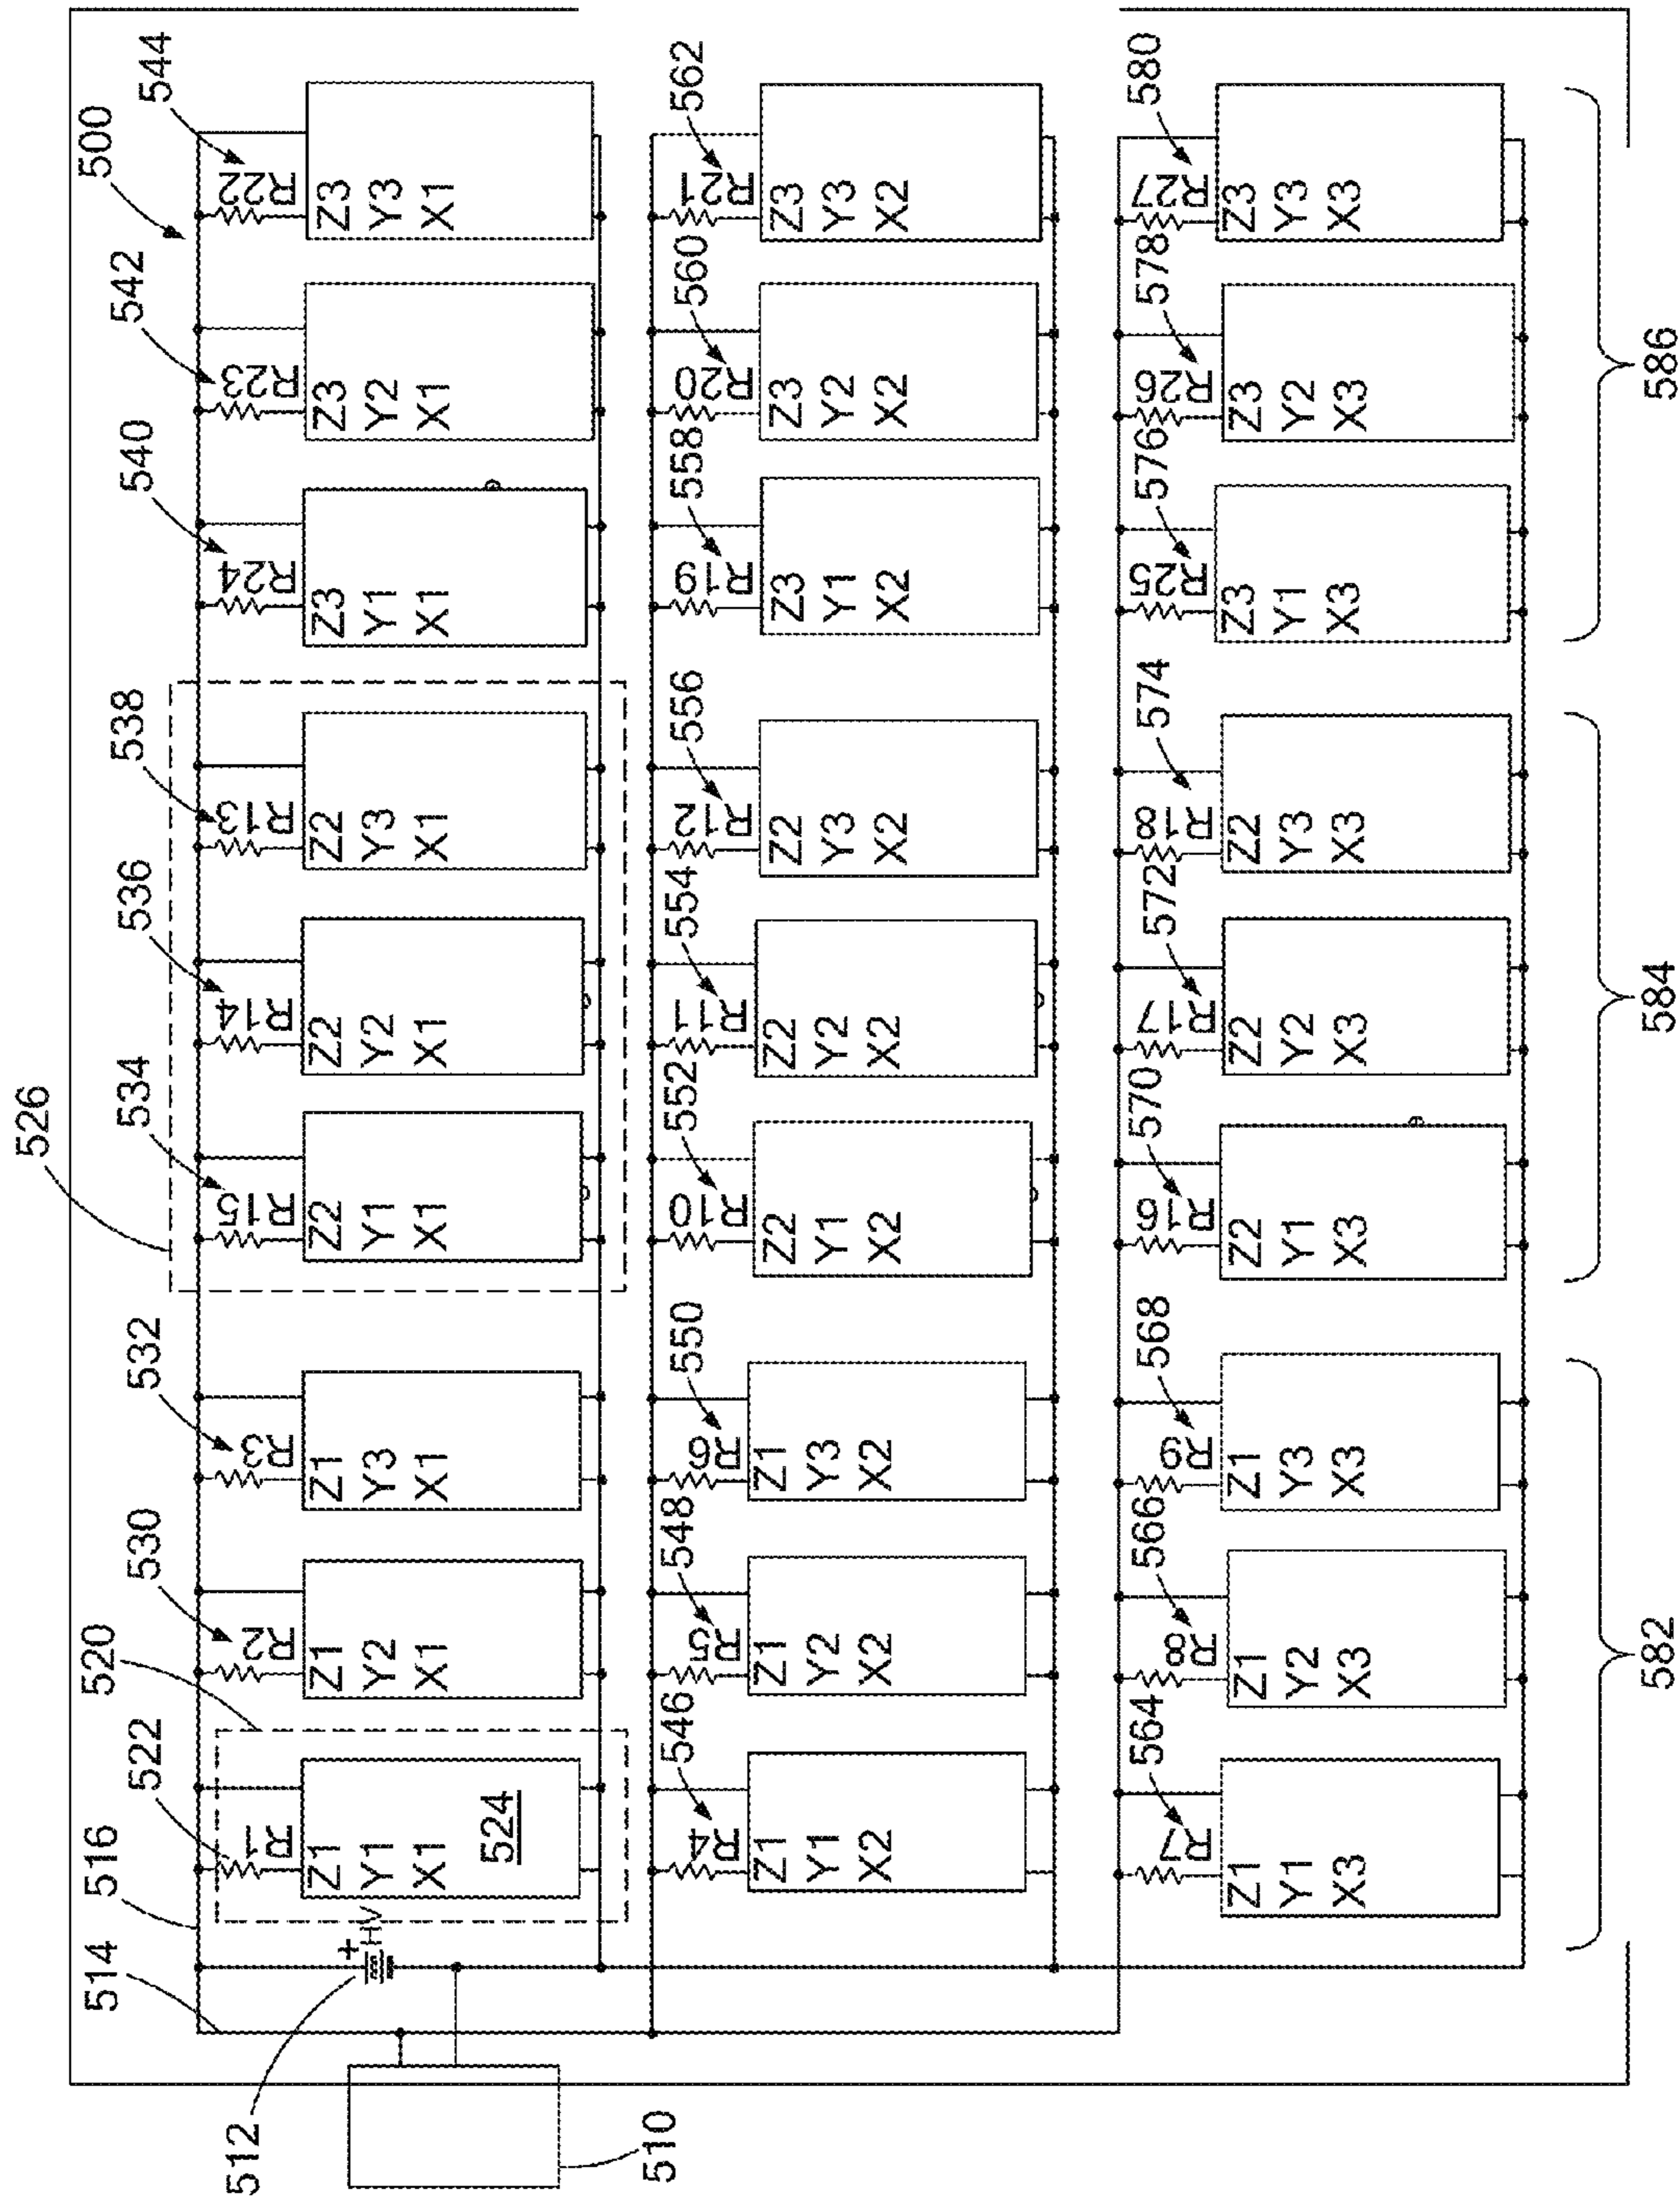 500
526
516
514
512
510
HV
+
520
522
R1
Z1
Y1
X1
524
530
R2
Z1
Y2
X1
532
R3
Z1
Y3
X1
534
R15
Z2
Y1
X1
536
R14
Z2
Y2
X1
538
R13
Z2
Y3
X1
540
R24
Z3
Y1
X1
542
R23
Z3
Y2
X1
544
R22
Z3
Y3
X1
546
R4
Z1
Y1
X2
548
R5
Z1
Y2
X2
550
R6
Z1
Y3
X2
552
R10
Z2
Y1
X2
554
R11
Z2
Y2
X2
556
R12
Z2
Y3
X2
558
R19
Z3
Y1
X2
560
R20
Z3
Y2
X2
562
R21
Z3
Y3
X2
564
R7
Z1
Y1
X3
566
R8
Z1
Y2
X3
568
R9
Z1
Y3
X3
570
R16
Z2
Y1
X3
572
R17
Z2
Y2
X3
574
R18
Z2
Y3
X3
576
R25
Z3
Y1
X3
578
R26
Z3
Y2
X3
580
R27
Z3
Y3
X3
582
584
586